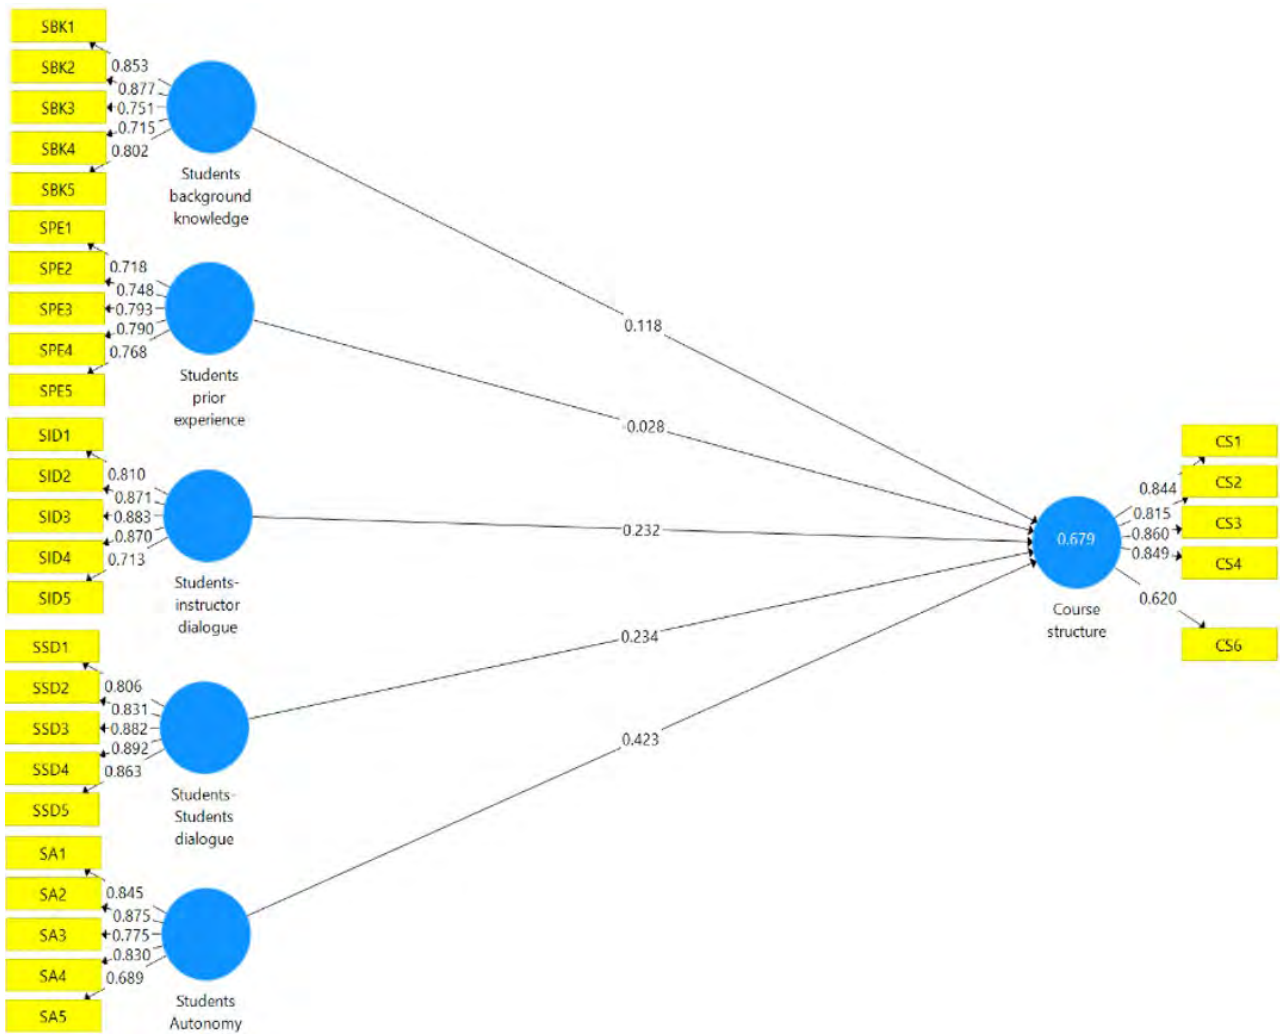 SBK1
0.853
SBK2
0.877
SBK3
0.751
0.715
SBK4
0.802
SBK5
Students
background
knowledge
SPE1
0.718
SPE2
0.748
SPE3
0.793
0.790
SPE4
0.768
SPE5
Students
prior
experience
SID1
0.810
SID2
0.871
SID3
0.883
0.870
SID4
0.713
SID5
Students-
instructor
dialogue
SSD1
0.806
SSD2
0.831
SSD3
0.882
0.892
SSD4
0.863
SSD5
Students-
Students
dialogue
SA1
0.845
SA2
0.875
SA3
0.775
0.830
SA4
0.689
SA5
Students
Autonomy
0.118
-0.028
0.232
0.234
0.423
0.679
Course
structure
CS1
0.844
CS2
0.815
CS3
0.860
0.849
CS4
0.620
CS6